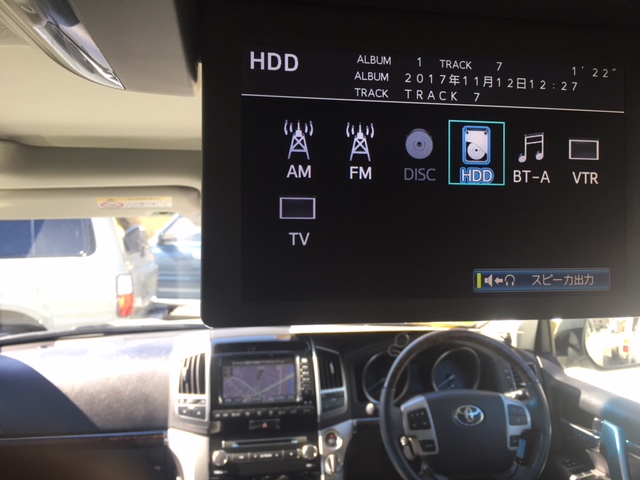 HDD
ALBUM 1 TRACK 7 1'22"
ALBUM 2017年11月12日12:27
TRACK TRACK 7
AM FM DISC HDD BT-A VTR
TV
スピーカ出力